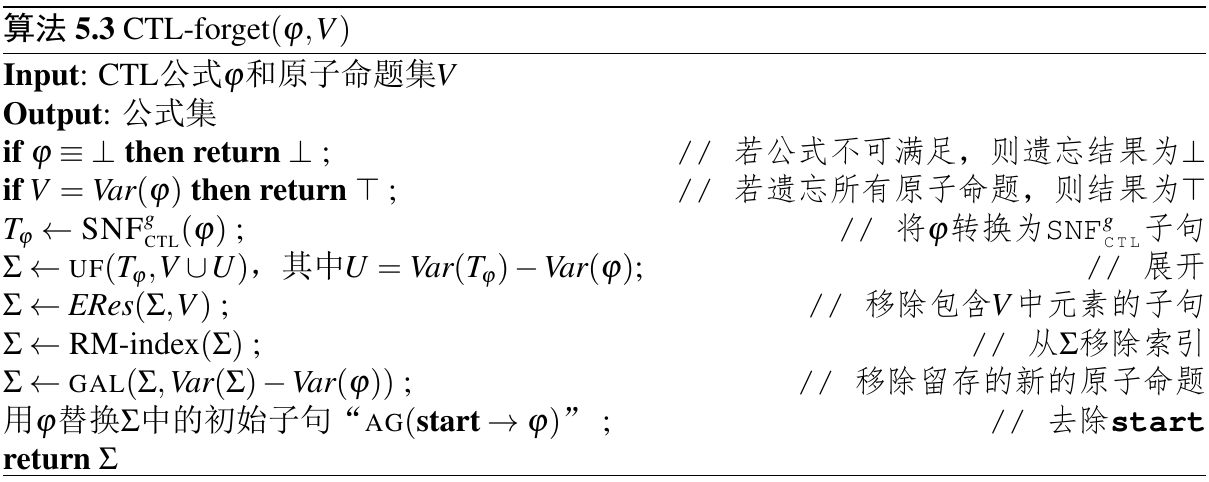 算法 5.3 CTL-forget(φ, V)
Input: CTL公式φ和原子命题集V
Output: 公式集
if φ ≡ ⊥ then return ⊥ ; // 若公式不可满足，则遗忘结果为⊥
if V = Var(φ) then return ⊤ ; // 若遗忘所有原子命题，则结果为⊤
T_φ ← SNF^g_CTL(φ) ; // 将φ转换为SNF^g_CTL子句
Σ ← UF(T_φ, V ∪ U)，其中U = Var(T_φ) − Var(φ); // 展开
Σ ← ERes(Σ, V) ; // 移除包含V中元素的子句
Σ ← RM-index(Σ) ; // 从Σ移除索引
Σ ← GAL(Σ, Var(Σ) − Var(φ)) ; // 移除留存的新的原子命题
用φ替换Σ中的初始子句“AG(start → φ)” ; // 去除start
return Σ